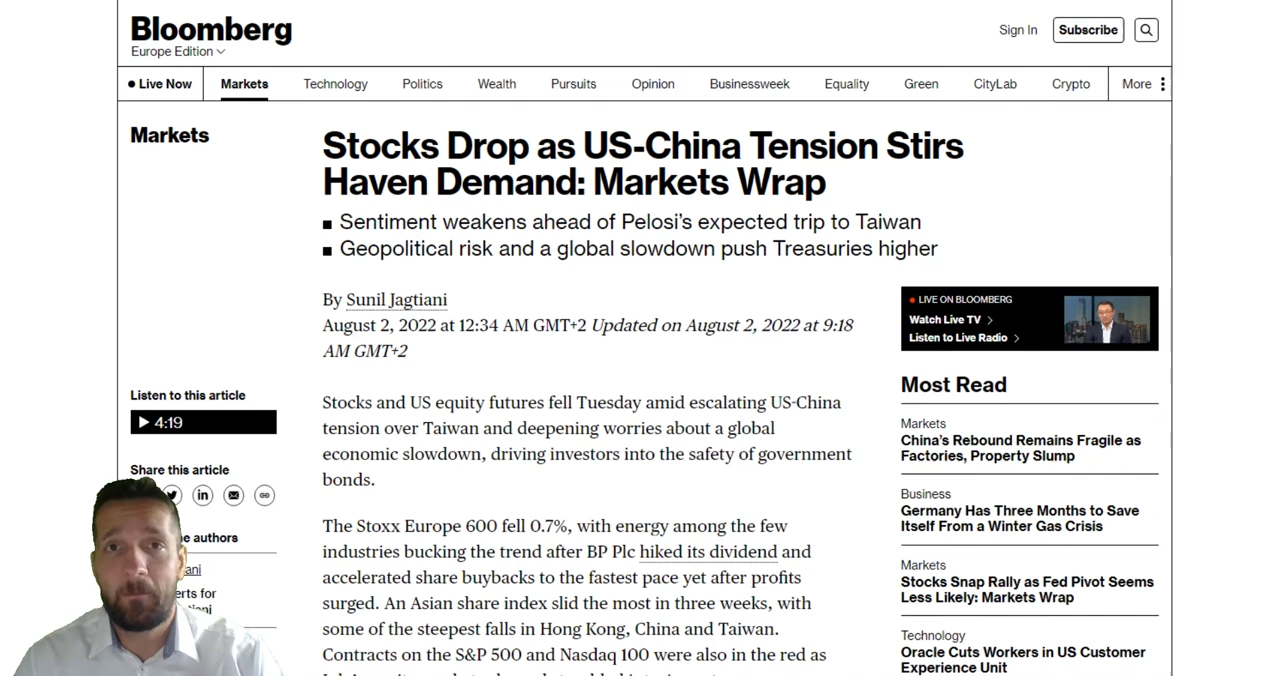 Bloomberg
Europe Edition
Sign In
Subscribe
Live Now
Markets
Technology
Politics
Wealth
Pursuits
Opinion
Businessweek
Equality
Green
CityLab
Crypto
More
Markets
Stocks Drop as US-China Tension Stirs
Haven Demand: Markets Wrap
Sentiment weakens ahead of Pelosi's expected trip to Taiwan
Geopolitical risk and a global slowdown push Treasuries higher
By Sunil Jagtiani
August 2, 2022 at 12:34 AM GMT+2 Updated on August 2, 2022 at 9:18
AM GMT+2
Listen to this article
4:19
Share this article
authors
Stocks and US equity futures fell Tuesday amid escalating US-China
tension over Taiwan and deepening worries about a global
economic slowdown, driving investors into the safety of government
bonds.
The Stoxx Europe 600 fell 0.7%, with energy among the few
industries bucking the trend after BP Plc hiked its dividend and
accelerated share buybacks to the fastest pace yet after profits
surged. An Asian share index slid the most in three weeks, with
some of the steepest falls in Hong Kong, China and Taiwan.
Contracts on the S&P 500 and Nasdaq 100 were also in the red as
LIVE ON BLOOMBERG
Watch Live TV
Listen to Live Radio
Most Read
Markets
China's Rebound Remains Fragile as
Factories, Property Slump
Business
Germany Has Three Months to Save
Itself From a Winter Gas Crisis
Markets
Stocks Snap Rally as Fed Pivot Seems
Less Likely: Markets Wrap
Technology
Oracle Cuts Workers in US Customer
Experience Unit